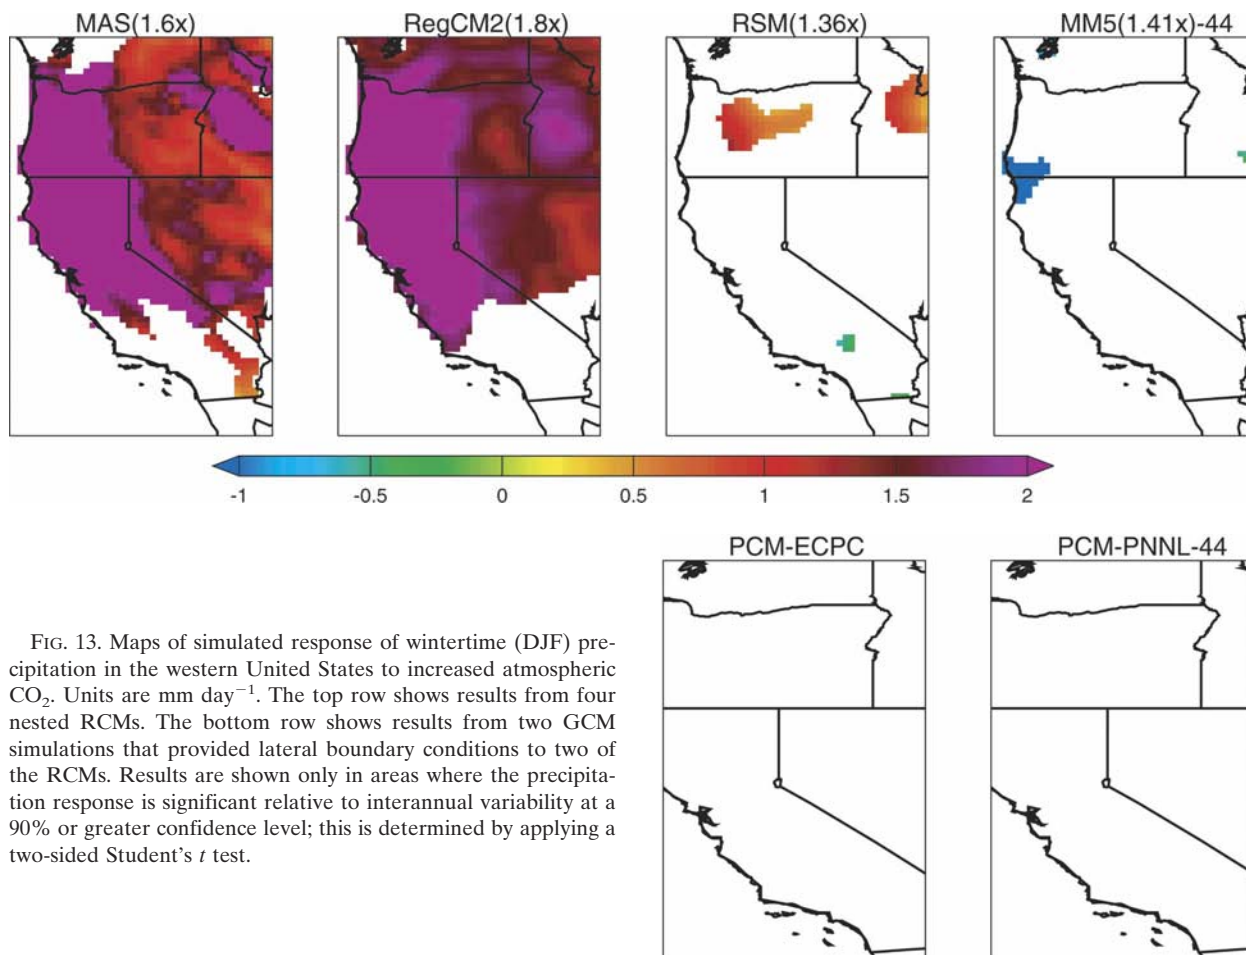 MAS(1.6x)
RegCM2(1.8x)
RSM(1.36x)
MM5(1.41x)-44
-1
-0.5
0
0.5
1
1.5
2
PCM-ECPC
PCM-PNNL-44
FIG. 13. Maps of simulated response of wintertime (DJF) pre-
cipitation in the western United States to increased atmospheric
CO₂. Units are mm day⁻¹. The top row shows results from four
nested RCMs. The bottom row shows results from two GCM
simulations that provided lateral boundary conditions to two of
the RCMs. Results are shown only in areas where the precipita-
tion response is significant relative to interannual variability at a
90% or greater confidence level; this is determined by applying a
two-sided Student's t test.